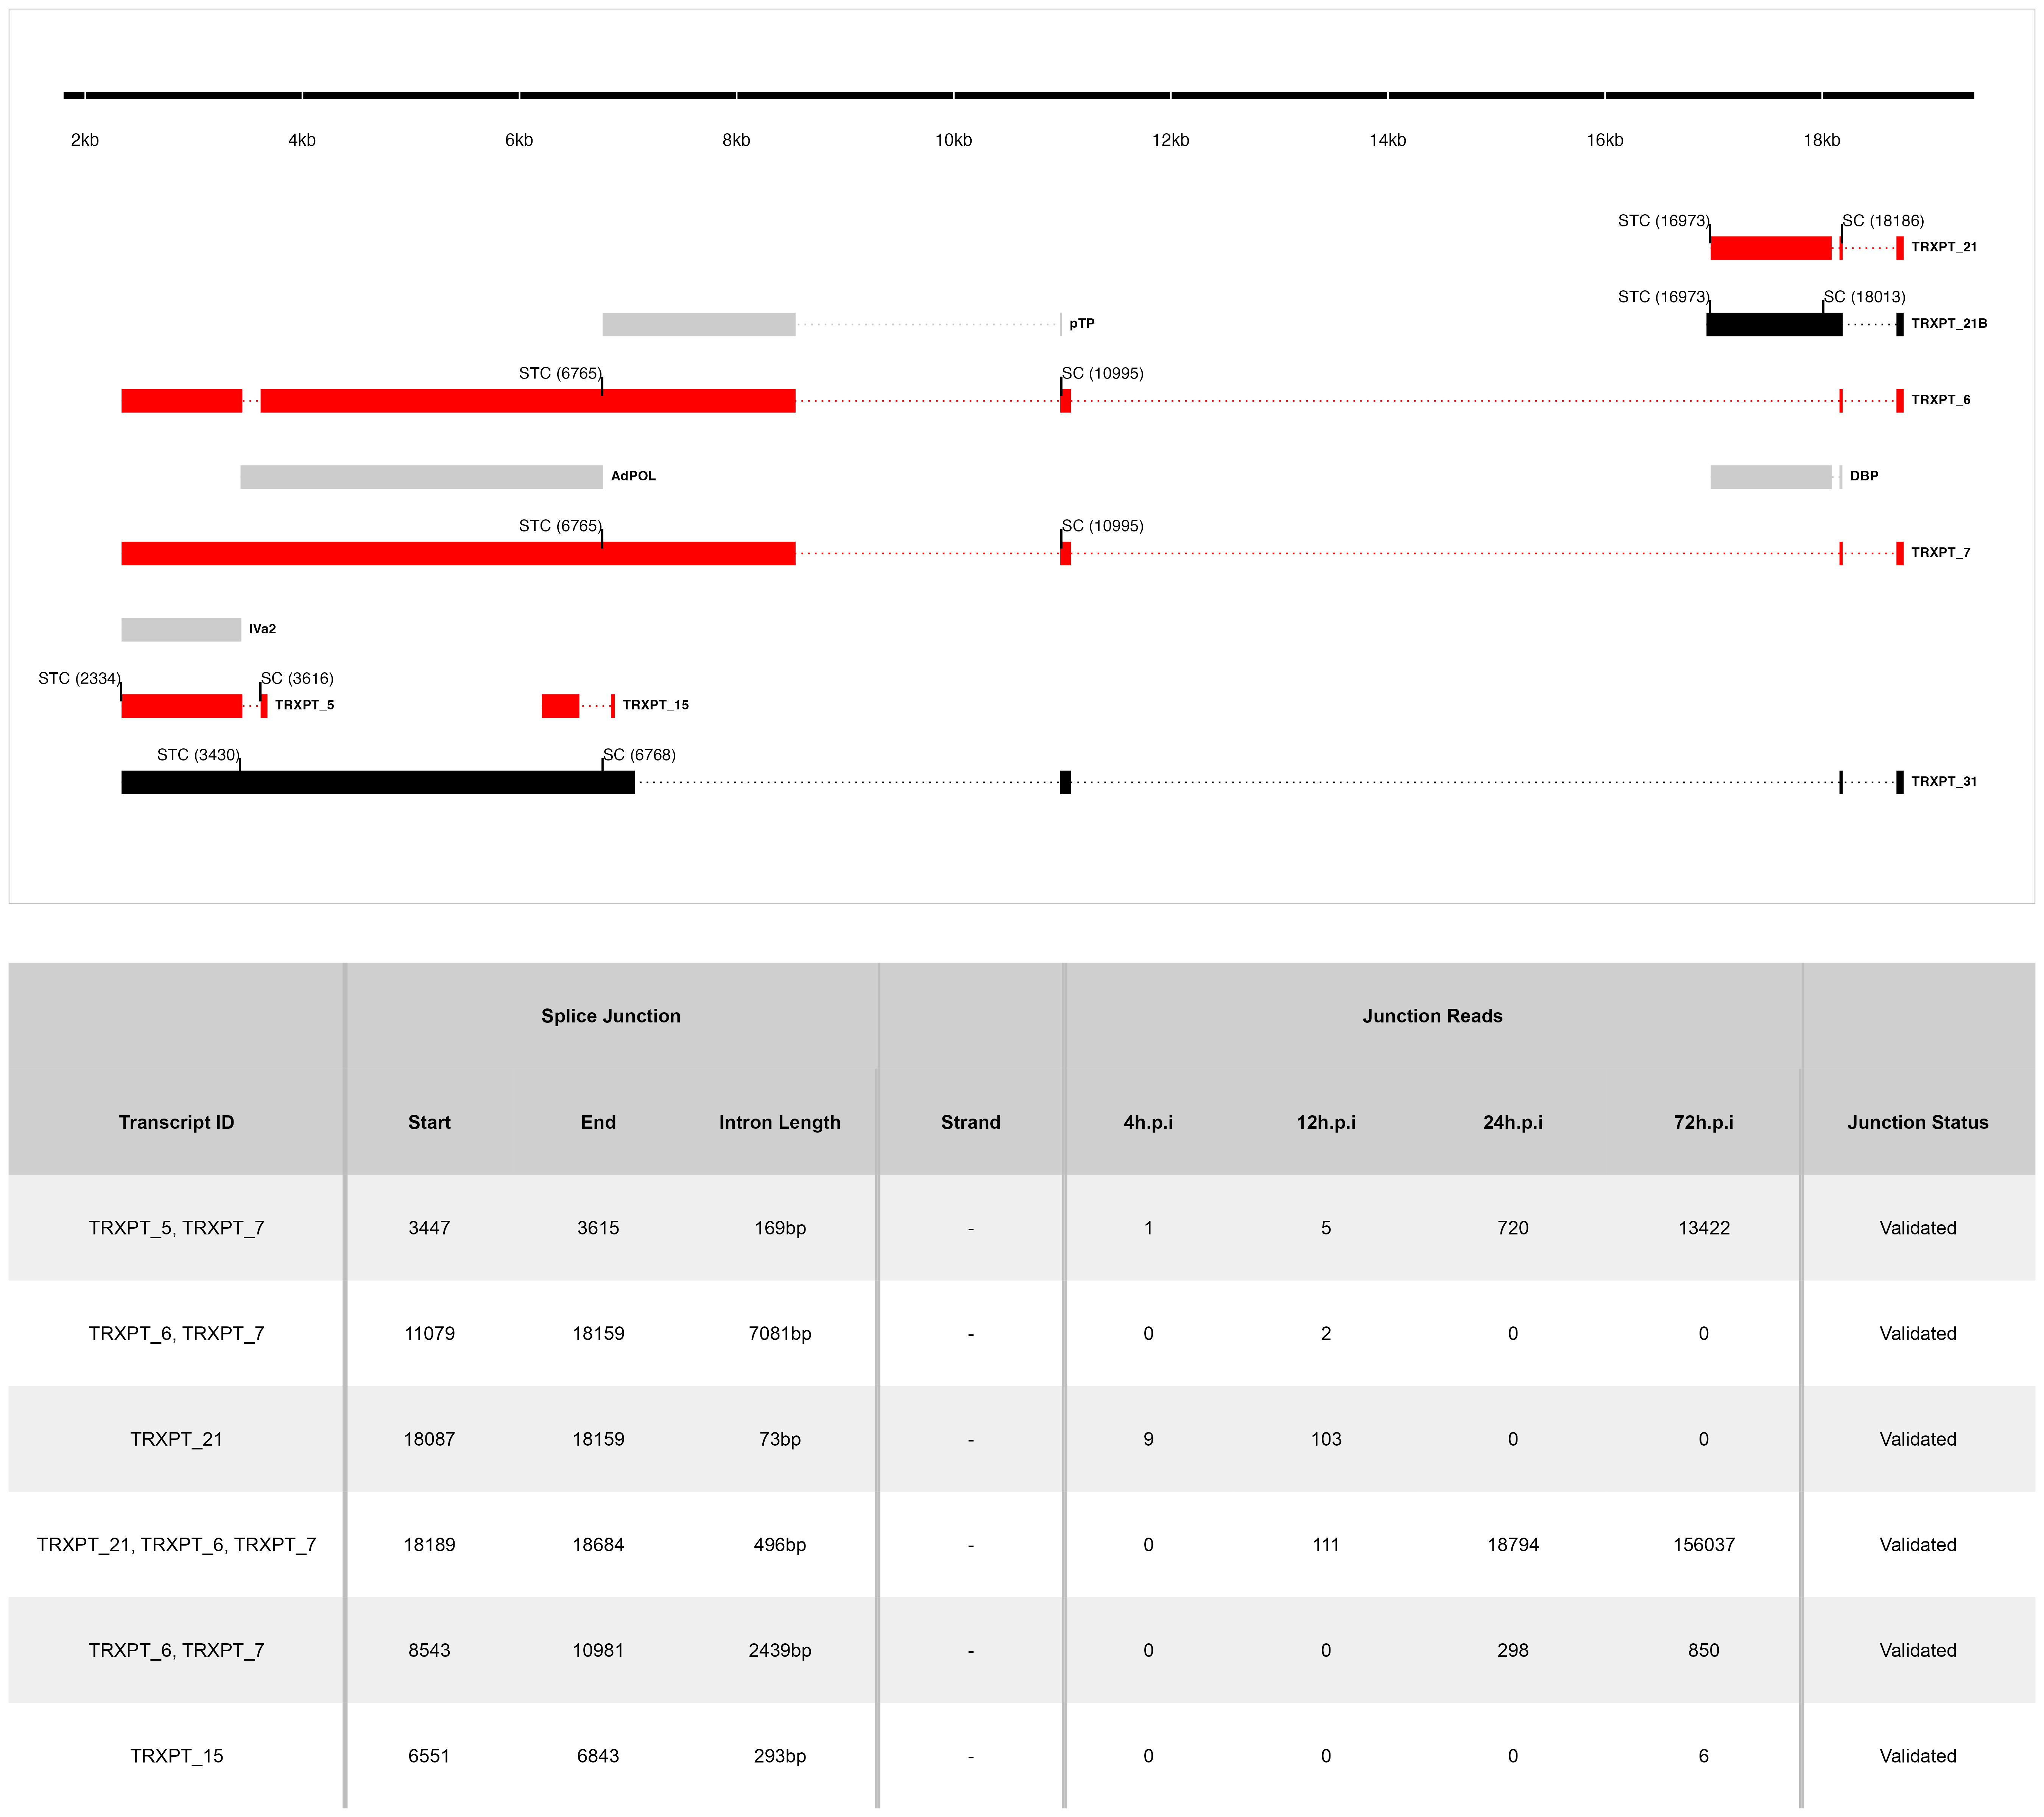 2kb 4kb 6kb 8kb 10kb 12kb 14kb 16kb 18kb
STC (16973) SC (18186)
TRXPT_21
STC (16973) SC (18013)
pTP TRXPT_21B
STC (6765) SC (10995)
TRXPT_6
AdPOL DBP
STC (6765) SC (10995)
TRXPT_7
IVa2
STC (2334) SC (3616)
TRXPT_5 TRXPT_15
STC (3430) SC (6768)
TRXPT_31
Splice Junction Junction Reads
Transcript ID Start End Intron Length Strand 4h.p.i 12h.p.i 24h.p.i 72h.p.i Junction Status
TRXPT_5, TRXPT_7 3447 3615 169bp - 1 5 720 13422 Validated
TRXPT_6, TRXPT_7 11079 18159 7081bp - 0 2 0 0 Validated
TRXPT_21 18087 18159 73bp - 9 103 0 0 Validated
TRXPT_21, TRXPT_6, TRXPT_7 18189 18684 496bp - 0 111 18794 156037 Validated
TRXPT_6, TRXPT_7 8543 10981 2439bp - 0 0 298 850 Validated
TRXPT_15 6551 6843 293bp - 0 0 0 6 Validated